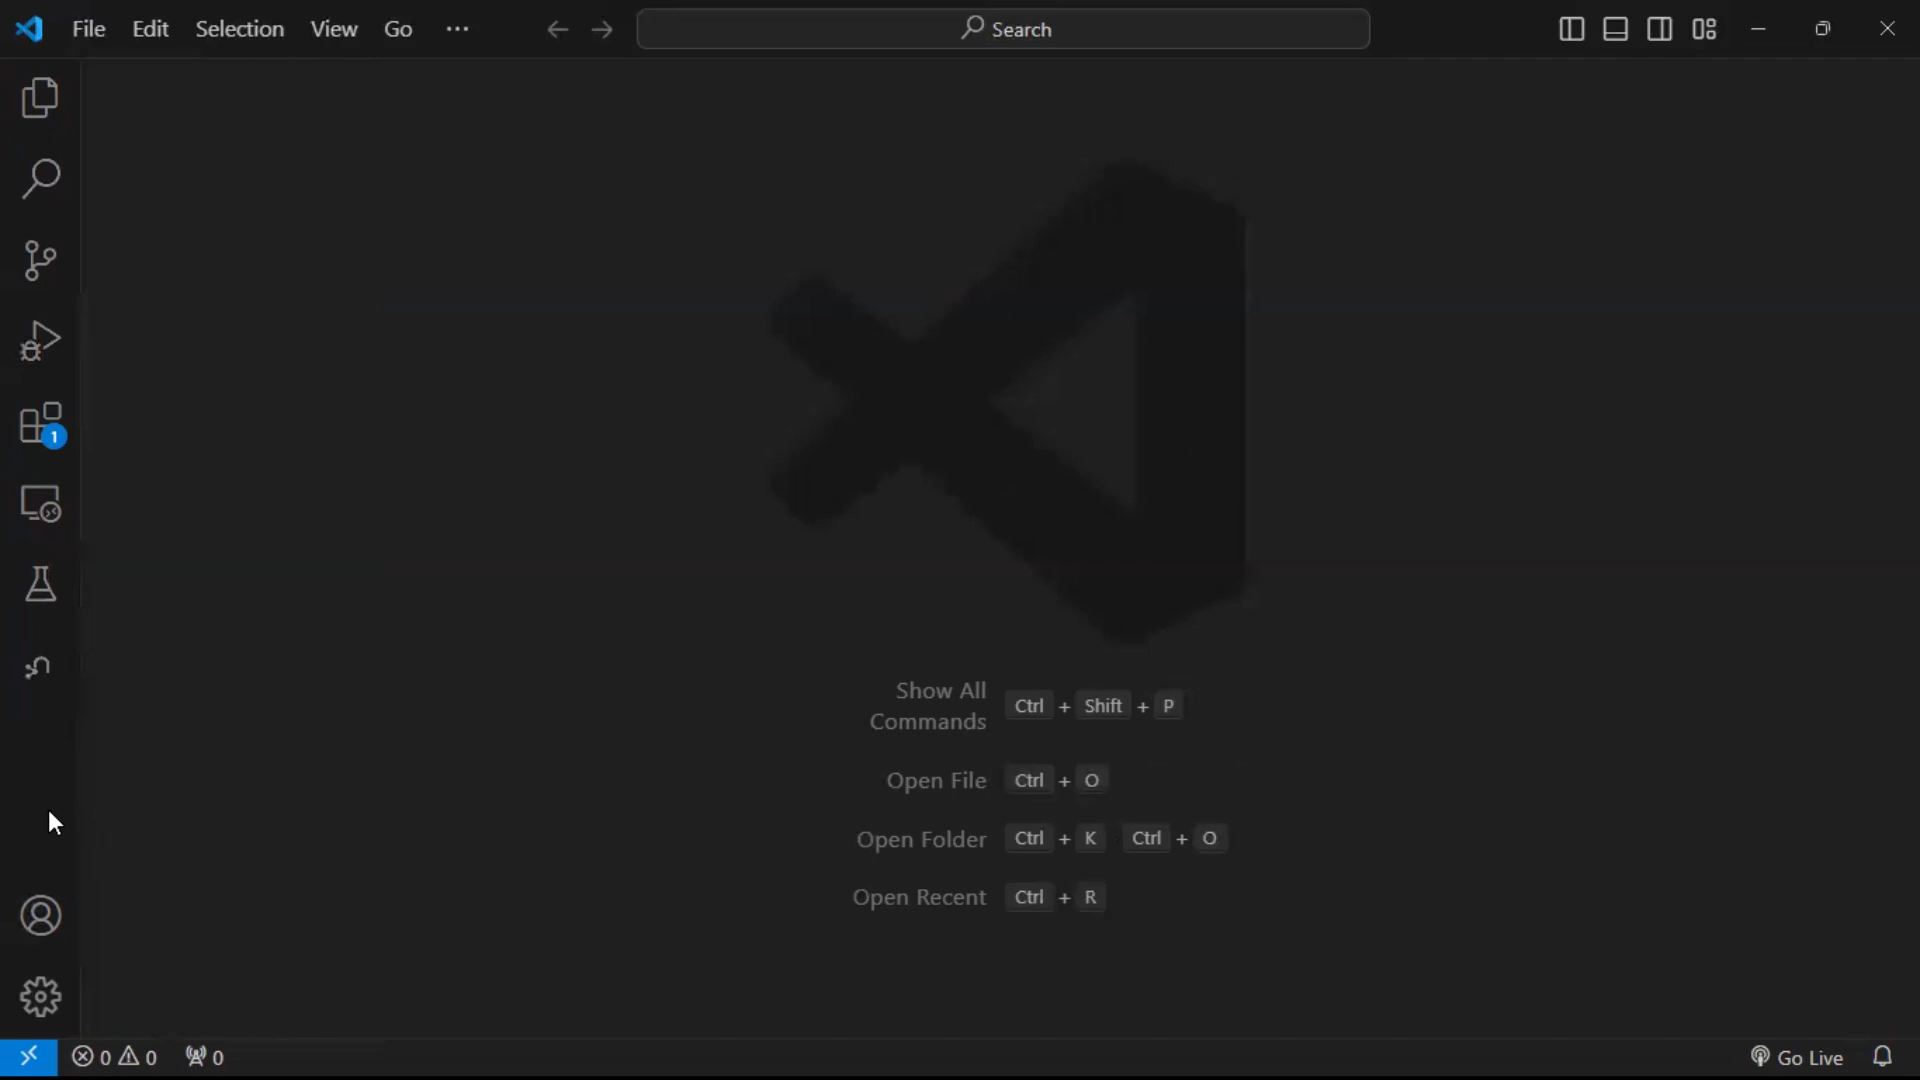 File Edit Selection View Go ···
Search
1
Show All
Commands Ctrl + Shift + P
Open File Ctrl + O
Open Folder Ctrl + K Ctrl + O
Open Recent Ctrl + R
0 0 0
Go Live